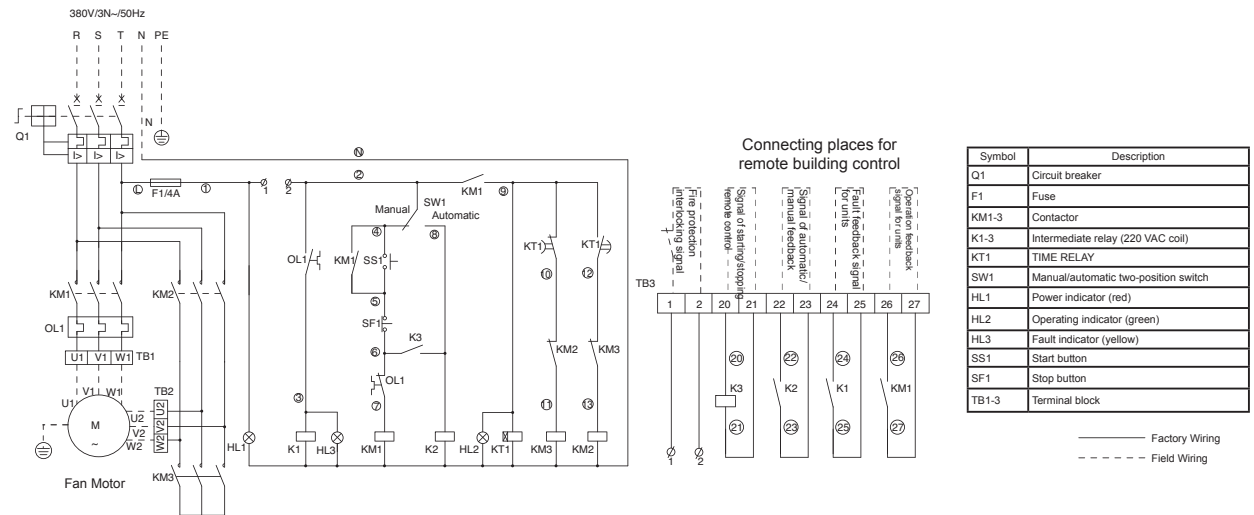 380V/3N~/50Hz
R S T N PE
N
Q1
I> I> I>
Ⓝ
②
Ⓛ F1/4A ① 1 2
KM1 ⑨
Manual SW1 Automatic
④ ⑧
OL1 KM1 SS1 KT1 KT1
⑩ ⑫
⑤
SF1
⑥ K3 KM2 KM3
OL1
③ ⑦ ⑪ ⑬
HL1 K1 HL3 KM1 K2 HL2 KT1 KM3 KM2
KM1 KM2
OL1
U1 V1 W1 TB1
U1 V1 W1 TB2
M
~
U2 U2
V2 V2
W2 W2
KM3
Fan Motor
Connecting places for
remote building control
Fire protection
interlocking signal
Signal of starting/stopping
remote control
Signal of automatic/
manual feedback
Fault feedback signal
for units
Operation feedback
signal for units
TB3
1 2 20 21 22 23 24 25 26 27
⑳ ㉒ ㉔ ㉖
K3 K2 K1 KM1
㉑ ㉓ ㉕ ㉗
1 2
Symbol Description
Q1 Circuit breaker
F1 Fuse
KM1-3 Contactor
K1-3 Intermediate relay (220 VAC coil)
KT1 TIME RELAY
SW1 Manual/automatic two-position switch
HL1 Power indicator (red)
HL2 Operating indicator (green)
HL3 Fault indicator (yellow)
SS1 Start button
SF1 Stop button
TB1-3 Terminal block
Factory Wiring
Field Wiring